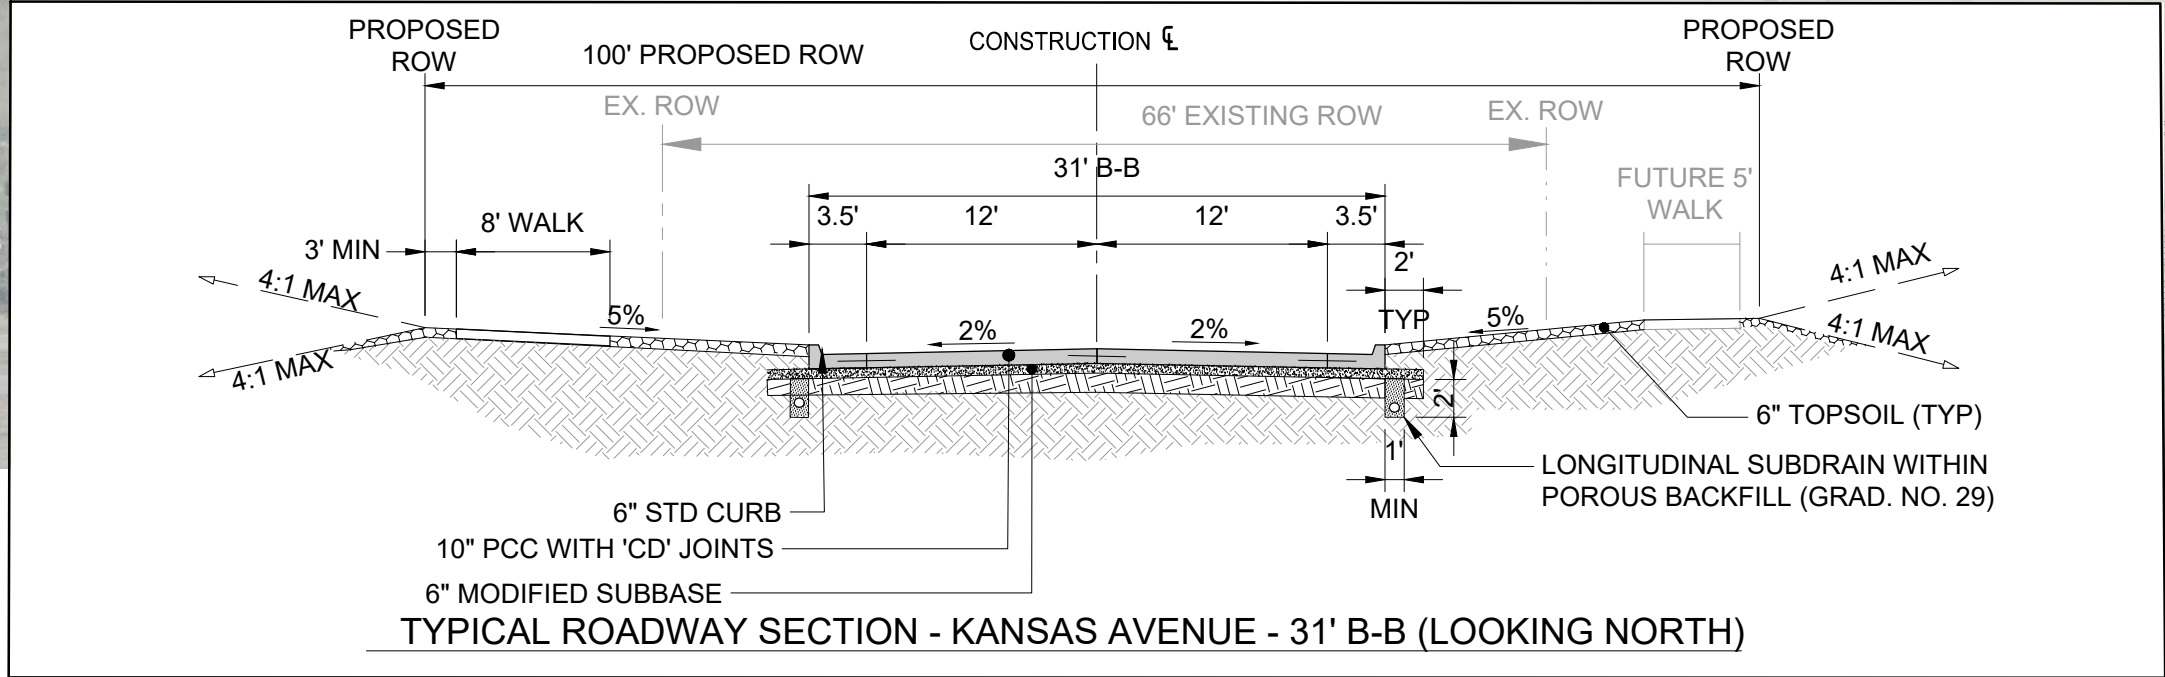 PROPOSED
ROW
100' PROPOSED ROW
CONSTRUCTION ℄
PROPOSED
ROW
EX. ROW
66' EXISTING ROW
EX. ROW
31' B-B
FUTURE 5'
WALK
3.5'
12'
12'
3.5'
8' WALK
3' MIN
2'
TYP
4:1 MAX
4:1 MAX
5%
2%
2%
5%
4:1 MAX
4:1 MAX
2'
1'
MIN
6" TOPSOIL (TYP)
LONGITUDINAL SUBDRAIN WITHIN
POROUS BACKFILL (GRAD. NO. 29)
6" STD CURB
10" PCC WITH 'CD' JOINTS
6" MODIFIED SUBBASE
TYPICAL ROADWAY SECTION - KANSAS AVENUE - 31' B-B (LOOKING NORTH)